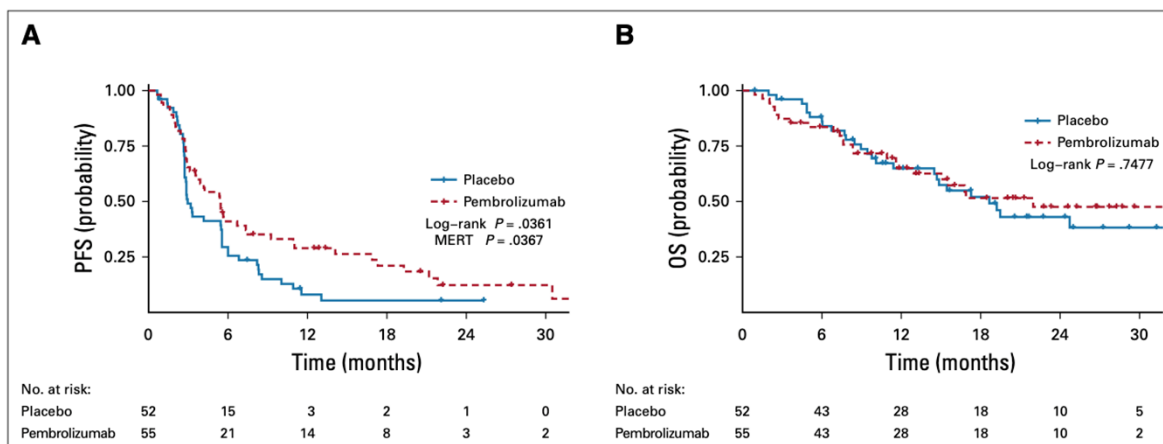 A
PFS (probability)
1.00
0.75
0.50
0.25
Placebo
Pembrolizumab
Log−rank P = .0361
MERT P = .0367
0 6 12 18 24 30
Time (months)
No. at risk:
Placebo 52 15 3 2 1 0
Pembrolizumab 55 21 14 8 3 2
B
OS (probability)
1.00
0.75
0.50
0.25
Placebo
Pembrolizumab
Log−rank P = .7477
0 6 12 18 24 30
Time (months)
No. at risk:
Placebo 52 43 28 18 10 5
Pembrolizumab 55 43 28 18 10 2